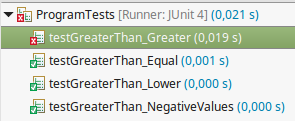 ProgramTests [Runner: JUnit 4] (0,021 s)
testGreaterThan_Greater (0,019 s)
testGreaterThan_Equal (0,001 s)
testGreaterThan_Lower (0,000 s)
testGreaterThan_NegativeValues (0,000 s)